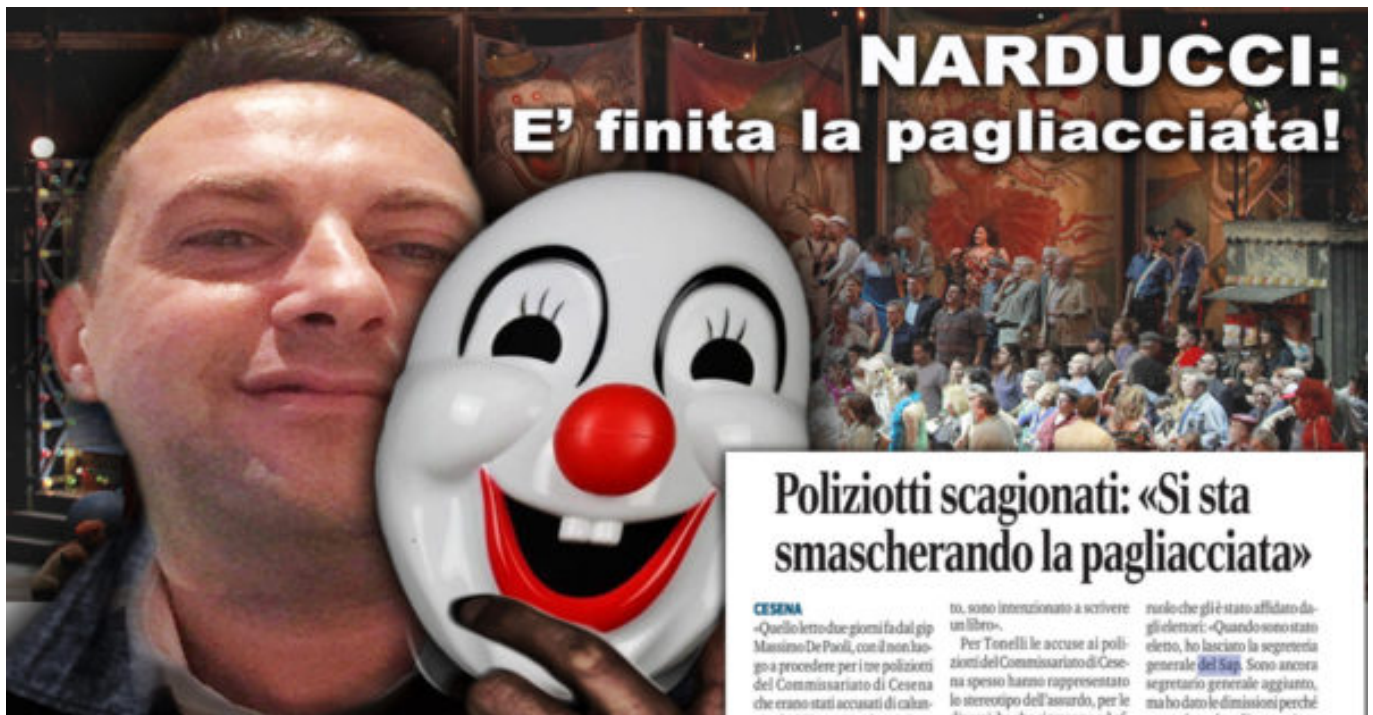 NARDUCCI:
E’ finita la pagliacciata!
Poliziotti scagionati: «Si sta
smascherando la pagliacciata»
CESENA
«Quello letto due giorni fa dal gip
Massimo De Paoli, con il non luo-
go a procedere per i tre poliziotti
del Commissariato di Cesena
che erano stati accusati di calun-
to, sono intenzionato a scrivere
un libro».
Per Tonelli le accuse ai poli-
ziotti del Commissariato di Cese-
na spesso hanno rappresentato
lo stereotipo dell'assurdo, per le
ruolo che gli è stato affidato da-
gli elettori: «Quando sono stato
eletto, ho lasciato la segreteria
generale del Sap. Sono ancora
segretario generale aggiunto,
ma ho dato le dimissioni perché